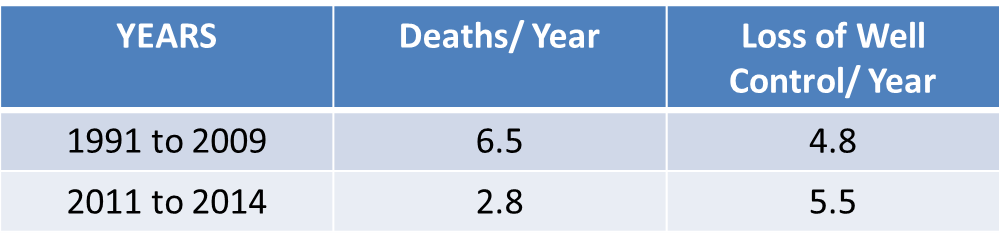 YEARS Deaths/ Year Loss of Well
Control/ Year
1991 to 2009 6.5 4.8
2011 to 2014 2.8 5.5